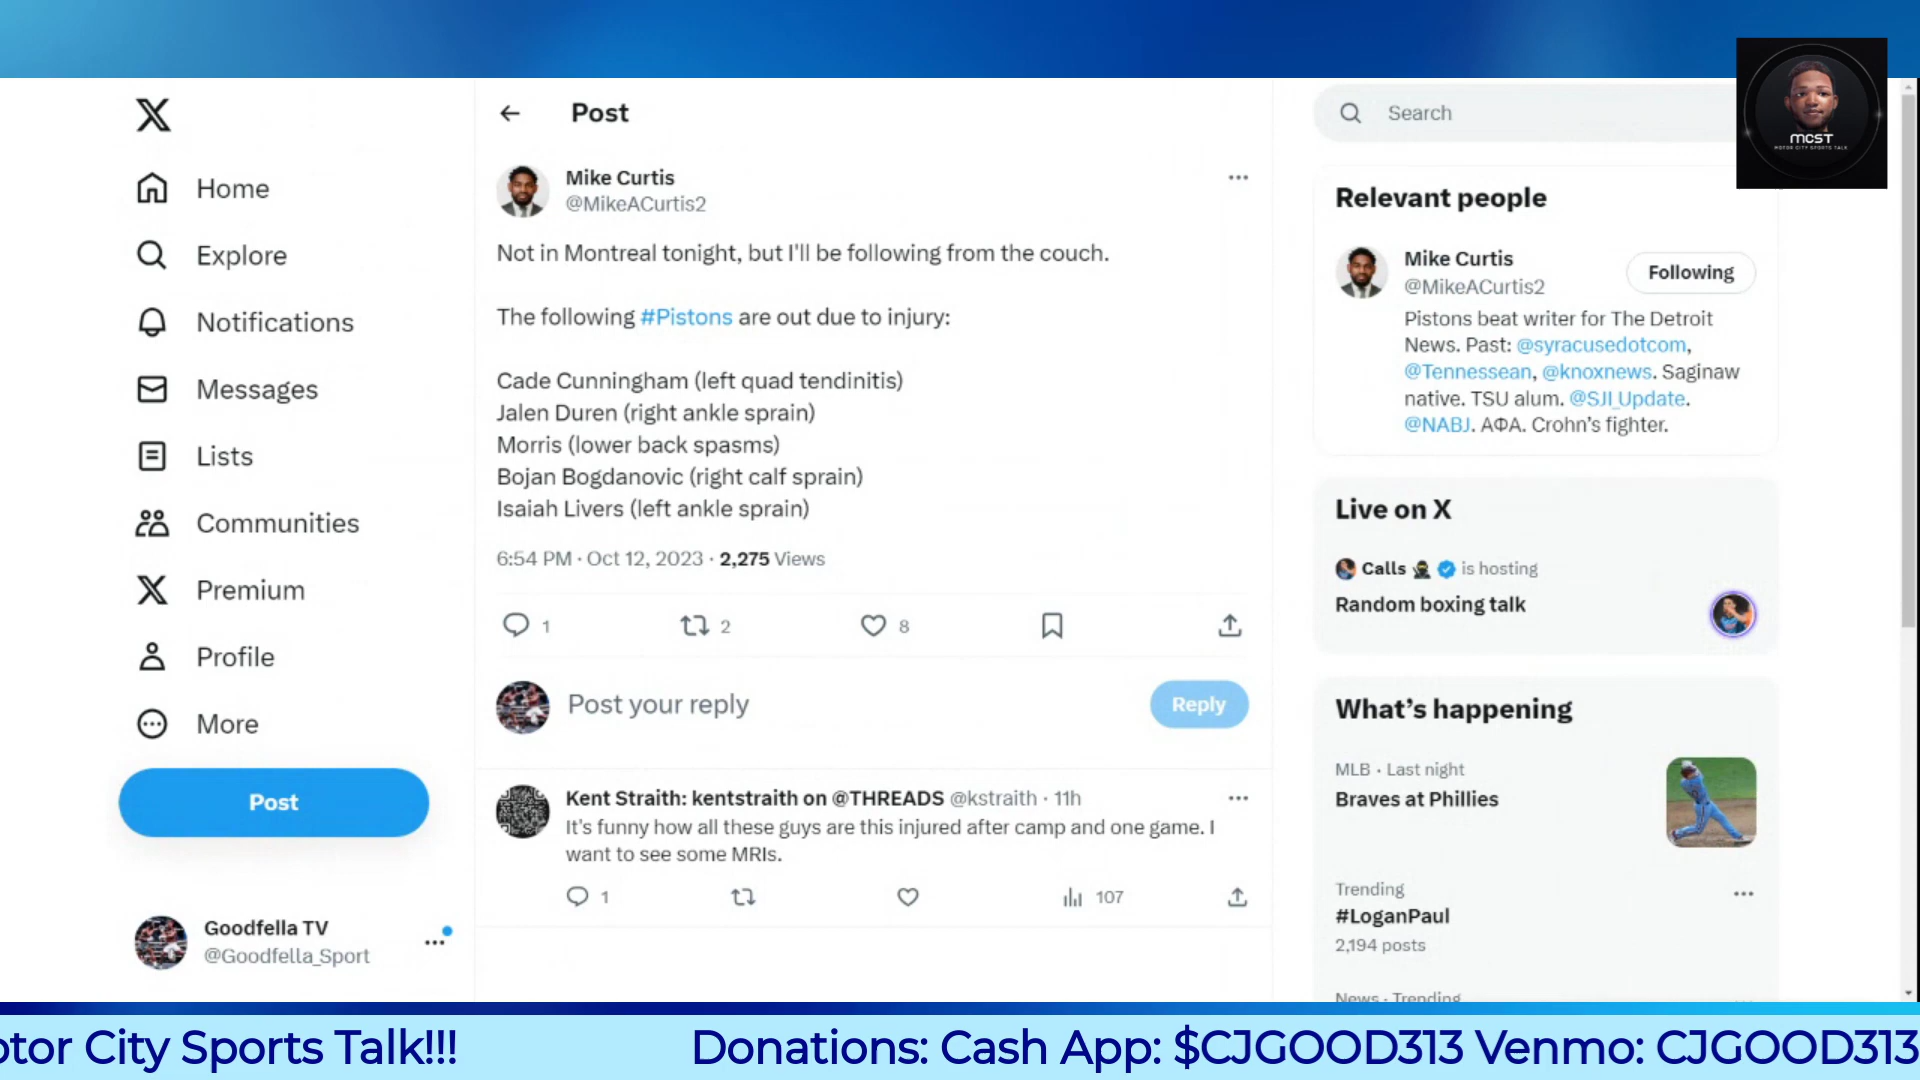 Home
Explore
Notifications
Messages
Lists
Communities
Premium
Profile
More
Post
Goodfella TV
@Goodfella_Sport
Post
Mike Curtis
@MikeACurtis2
Not in Montreal tonight, but I'll be following from the couch.
The following #Pistons are out due to injury:
Cade Cunningham (left quad tendinitis)
Jalen Duren (right ankle sprain)
Morris (lower back spasms)
Bojan Bogdanovic (right calf sprain)
Isaiah Livers (left ankle sprain)
6:54 PM · Oct 12, 2023 · 2,275 Views
1 2 8
Post your reply
Reply
Kent Straith: kentstraith on @THREADS @kstraith · 11h
It's funny how all these guys are this injured after camp and one game. I
want to see some MRIs.
1 107
Search
MCST
MOTOR CITY SPORTS TALK
Relevant people
Mike Curtis
@MikeACurtis2
Following
Pistons beat writer for The Detroit
News. Past: @syracusedotcom,
@Tennessean, @knoxnews. Saginaw
native. TSU alum. @SJI_Update.
@NABJ. ΑΦΑ. Crohn’s fighter.
Live on X
Calls is hosting
Random boxing talk
What’s happening
MLB · Last night
Braves at Phillies
Trending
#LoganPaul
2,194 posts
News · Trending
otor City Sports Talk!!! Donations: Cash App: $CJGOOD313 Venmo: CJGOOD313